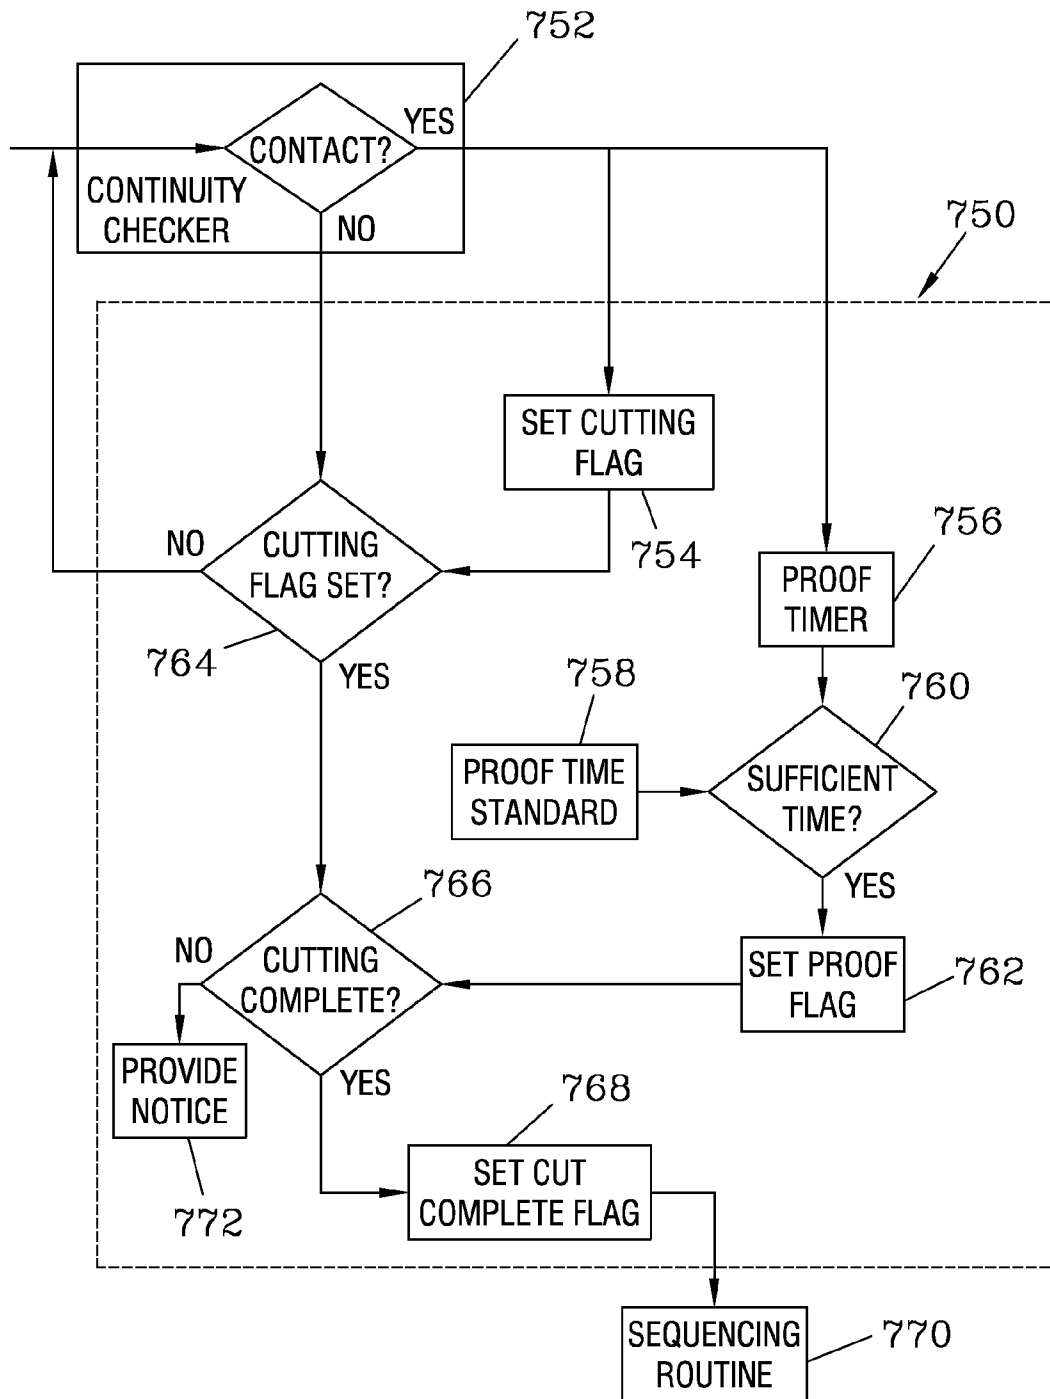 752
YES
CONTACT?
CONTINUITY
CHECKER
NO
750
SET CUTTING
FLAG
754
756
NO
CUTTING
FLAG SET?
764
YES
PROOF
TIMER
758
760
PROOF TIME
STANDARD
SUFFICIENT
TIME?
YES
766
NO
CUTTING
COMPLETE?
SET PROOF
FLAG
762
PROVIDE
NOTICE
YES
772
768
SET CUT
COMPLETE FLAG
SEQUENCING
ROUTINE
770